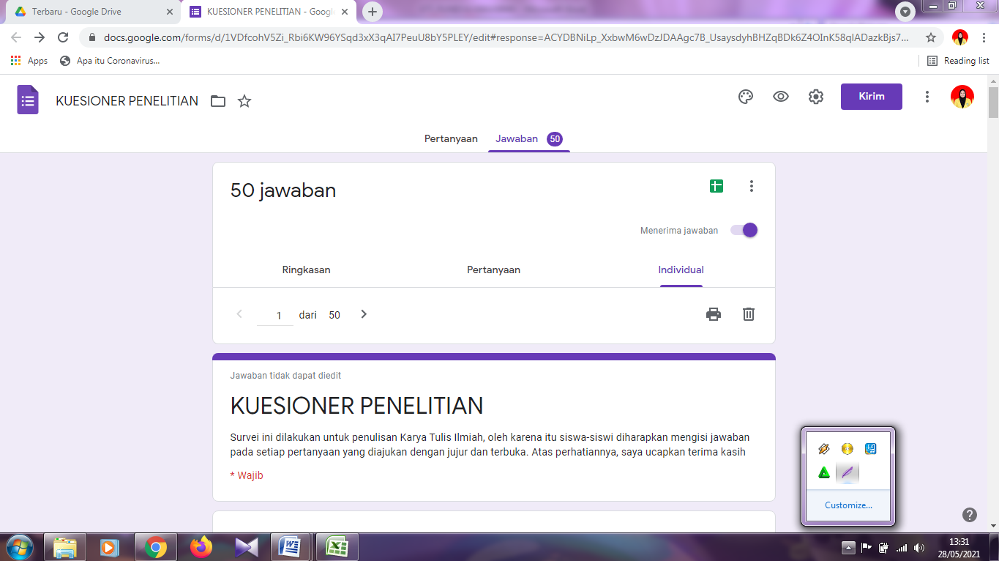 Terbaru - Google Drive
KUESIONER PENELITIAN - Googl
docs.google.com/forms/d/1VDfcohV5Zi_Rbi6KW96YSqd3xX3qAI7PeuU8bY5PLEY/edit#response=ACYDBNiLp_XxbwM6wDzJDAAgc7B_UsaysdyhBHZqBDk6Z4OInK58qlADazkBjs7...
Apps
Apa itu Coronavirus...
Reading list
KUESIONER PENELITIAN
Kirim
Pertanyaan
Jawaban 50
50 jawaban
Menerima jawaban
Ringkasan
Pertanyaan
Individual
1 dari 50
Jawaban tidak dapat diedit
KUESIONER PENELITIAN
Survei ini dilakukan untuk penulisan Karya Tulis Ilmiah, oleh karena itu siswa-siswi diharapkan mengisi jawaban
pada setiap pertanyaan yang diajukan dengan jujur dan terbuka. Atas perhatiannya, saya ucapkan terima kasih
* Wajib
Customize...
13:31
28/05/2021